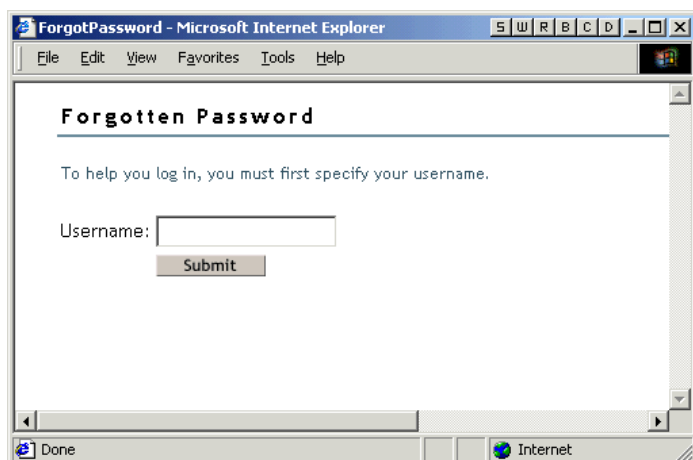 ForgotPassword - Microsoft Internet Explorer S W R B C D
File Edit View Favorites Tools Help
Forgotten Password
To help you log in, you must first specify your username.
Username:
Submit
Done Internet